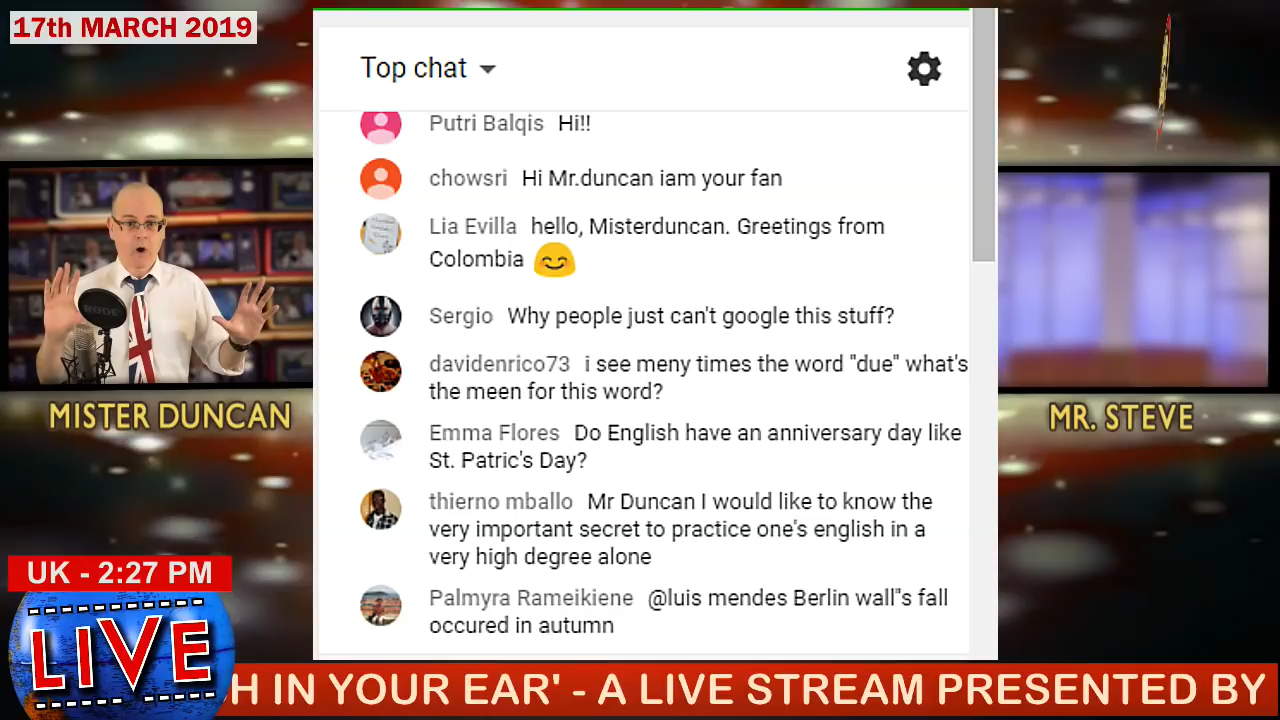 17th MARCH 2019
Top chat
Putri Balqis Hi!!
chowsri Hi Mr.duncan iam your fan
Lia Evilla hello, Misterduncan. Greetings from
Colombia
Sergio Why people just can't google this stuff?
davidenrico73 i see meny times the word "due" what's
the meen for this word?
Emma Flores Do English have an anniversary day like
St. Patric's Day?
thierno mballo Mr Duncan I would like to know the
very important secret to practice one's english in a
very high degree alone
Palmyra Rameikiene @luis mendes Berlin wall"s fall
occured in autumn
RODE
MISTER DUNCAN
MR. STEVE
UK - 2:27 PM
LIVE
H IN YOUR EAR' - A LIVE STREAM PRESENTED BY